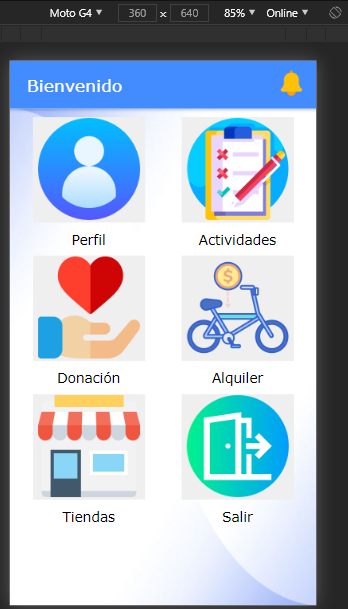 Moto G4 ▼ 360 x 640 85% ▼ Online ▼
Bienvenido
$
Perfil Actividades
Donación Alquiler
Tiendas Salir